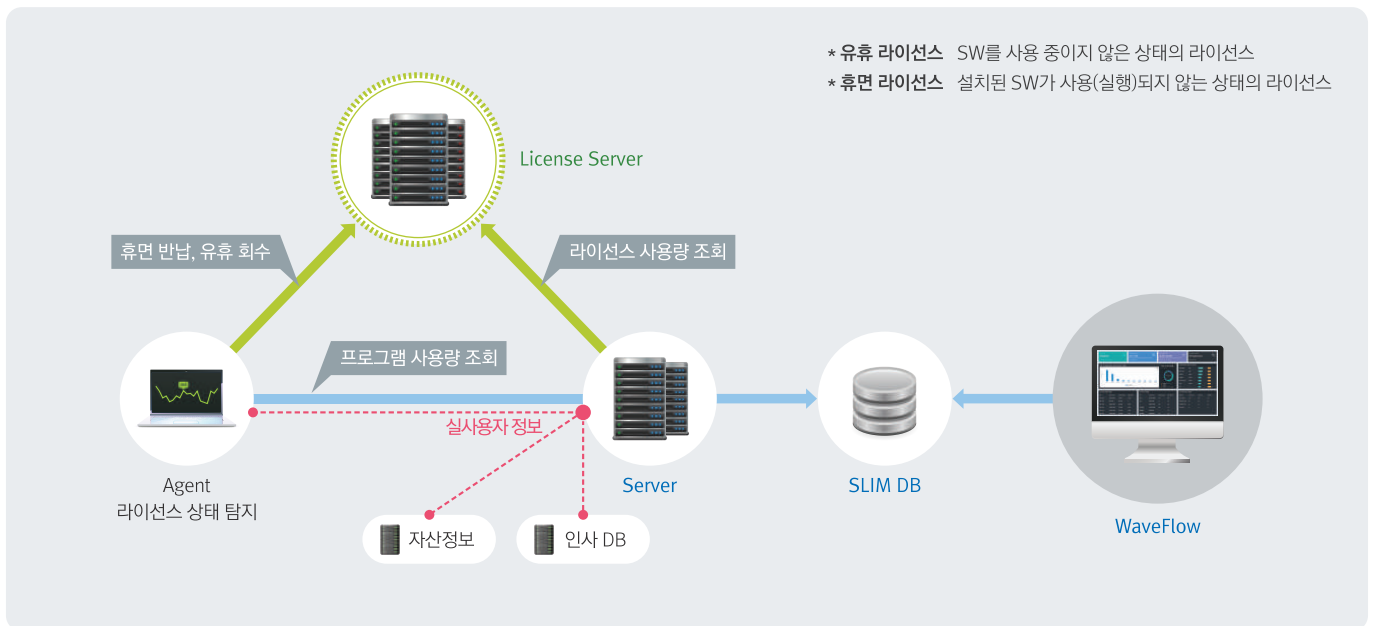 * 유휴 라이선스 SW를 사용 중이지 않은 상태의 라이선스
* 휴면 라이선스 설치된 SW가 사용(실행)되지 않는 상태의 라이선스
License Server
휴면 반납, 유휴 회수
라이선스 사용량 조회
프로그램 사용량 조회
실사용자 정보
Agent
라이선스 상태 탐지
Server
SLIM DB
WaveFlow
자산정보
인사 DB